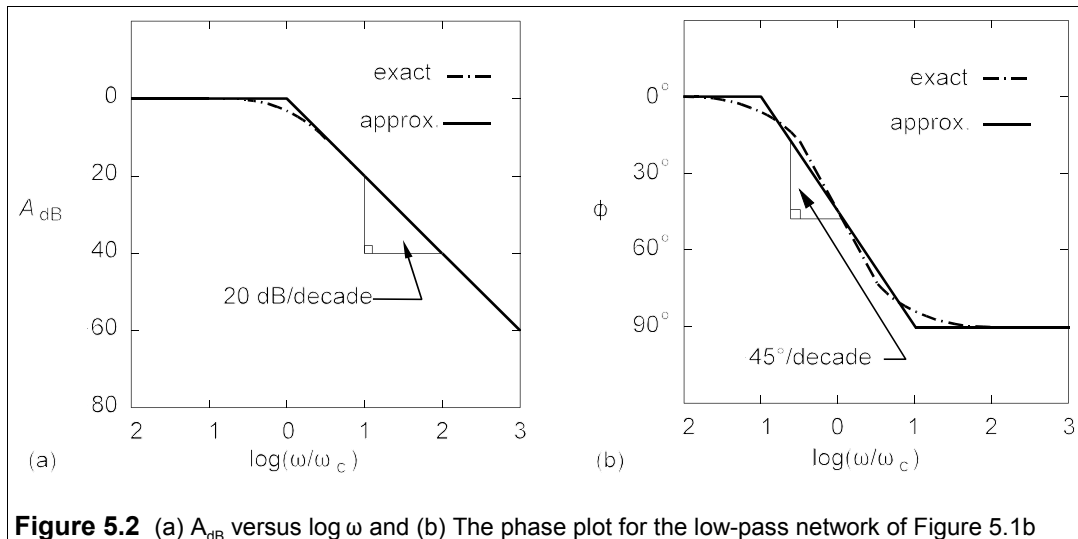 exact
approx.
0
20
A dB
40
20 dB/decade
60
80
2 1 0 1 2 3
(a)
log(ω/ω c)
exact
approx.
0°
30°
ϕ
60°
90°
45°/decade
2 1 0 1 2 3
(b)
log(ω/ω c)
Figure 5.2 (a) AdB versus log ω and (b) The phase plot for the low-pass network of Figure 5.1b